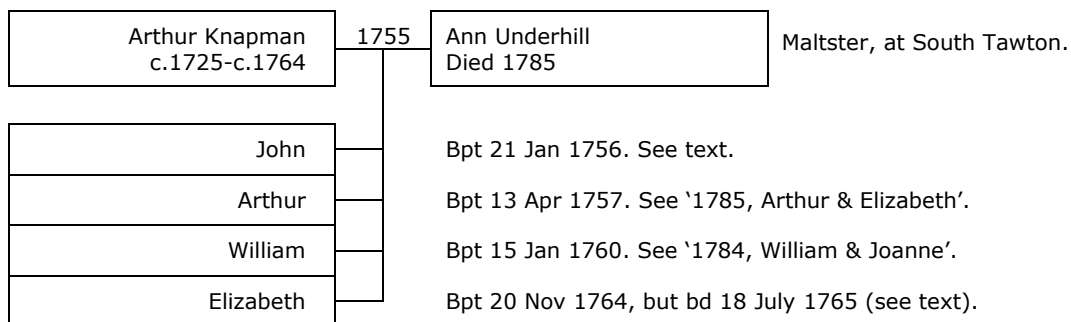 Arthur Knapman 1755 Ann Underhill Maltster, at South Tawton.
c.1725-c.1764 Died 1785
John Bpt 21 Jan 1756. See text.
Arthur Bpt 13 Apr 1757. See ‘1785, Arthur & Elizabeth’.
William Bpt 15 Jan 1760. See ‘1784, William & Joanne’.
Elizabeth Bpt 20 Nov 1764, but bd 18 July 1765 (see text).